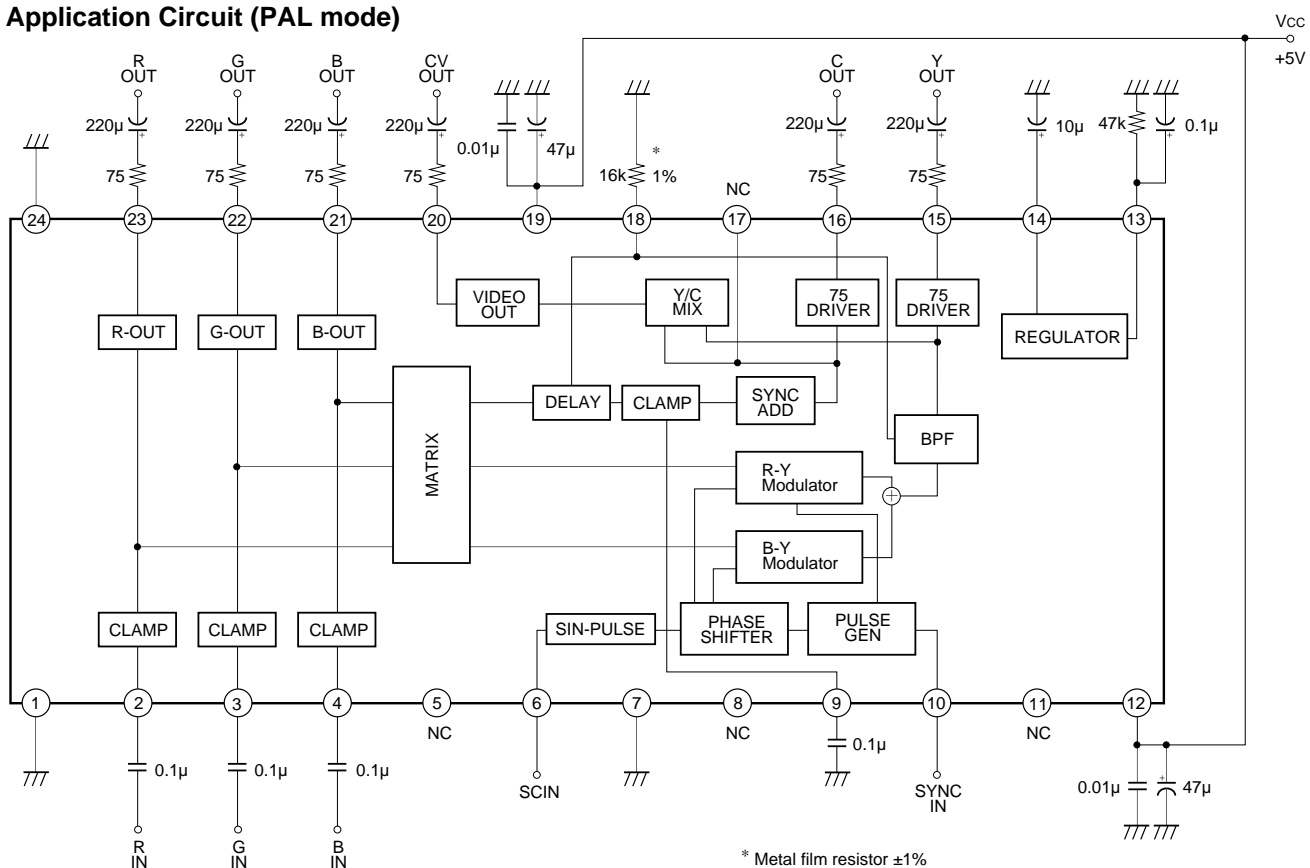 Application Circuit (PAL mode)
VCC
+5V
R
OUT
G
OUT
B
OUT
CV
OUT
C
OUT
Y
OUT
220µ
+
220µ
+
220µ
+
220µ
+
0.01µ
+
47µ
*
16k
1%
220µ
+
220µ
+
10µ
+
47k
0.1µ
+
75
75
75
75
75
75
NC
24
23
22
21
20
19
18
17
16
15
14
13
VIDEO
OUT
Y/C
MIX
75
DRIVER
75
DRIVER
R-OUT
G-OUT
B-OUT
REGULATOR
MATRIX
DELAY
CLAMP
SYNC
ADD
BPF
R-Y
Modulator
+
B-Y
Modulator
CLAMP
CLAMP
CLAMP
SIN-PULSE
PHASE
SHIFTER
PULSE
GEN
1
2
3
4
5
6
7
8
9
10
11
12
NC
NC
NC
0.1µ
0.1µ
0.1µ
0.1µ
SCIN
SYNC
IN
0.01µ
+
47µ
R
IN
G
IN
B
IN
* Metal film resistor ±1%